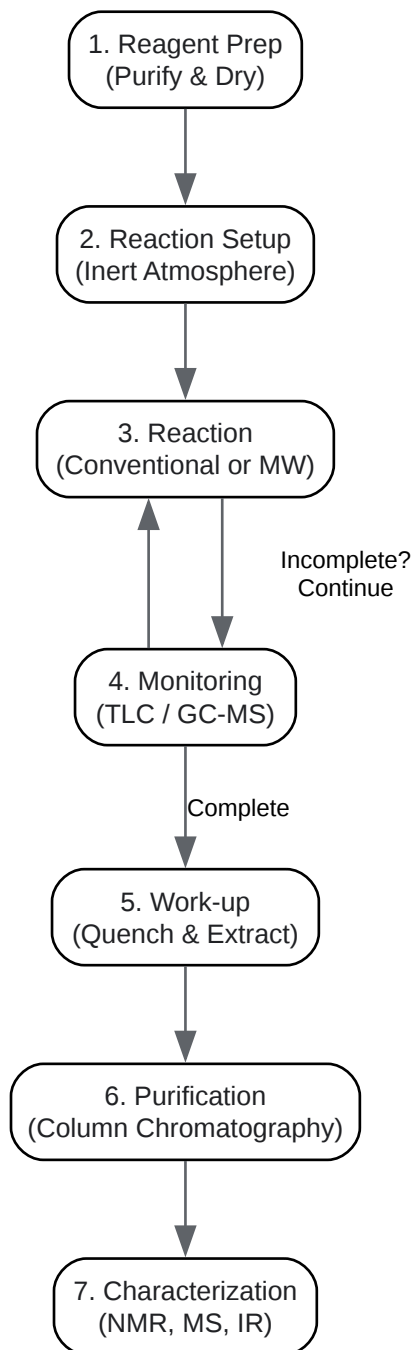 1. Reagent Prep
(Purify & Dry)
2. Reaction Setup
(Inert Atmosphere)
3. Reaction
(Conventional or MW)
Incomplete?
Continue
4. Monitoring
(TLC / GC-MS)
Complete
5. Work-up
(Quench & Extract)
6. Purification
(Column Chromatography)
7. Characterization
(NMR, MS, IR)